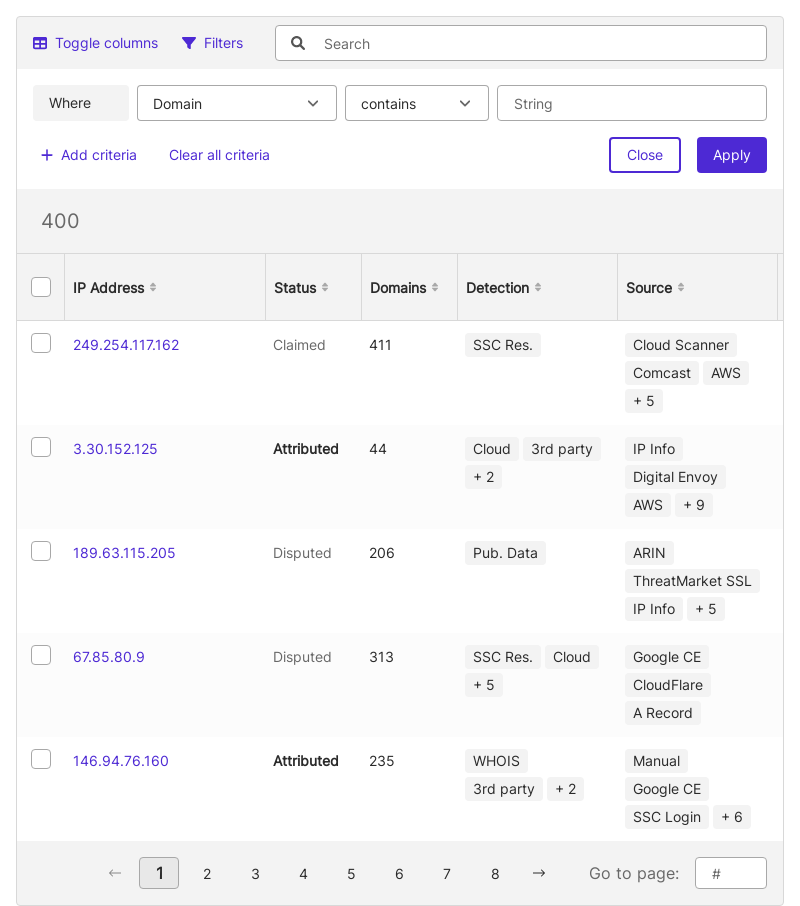 Toggle columns Filters Search
Where Domain contains String
+ Add criteria Clear all criteria Close Apply
400
IP Address Status Domains Detection Source
249.254.117.162 Claimed 411 SSC Res. Cloud Scanner
Comcast AWS
+ 5
3.30.152.125 Attributed 44 Cloud 3rd party IP Info
+ 2 Digital Envoy
AWS + 9
189.63.115.205 Disputed 206 Pub. Data ARIN
ThreatMarket SSL
IP Info + 5
67.85.80.9 Disputed 313 SSC Res. Cloud Google CE
+ 5 CloudFlare
A Record
146.94.76.160 Attributed 235 WHOIS Manual
3rd party + 2 Google CE
SSC Login + 6
← 1 2 3 4 5 6 7 8 → Go to page: #